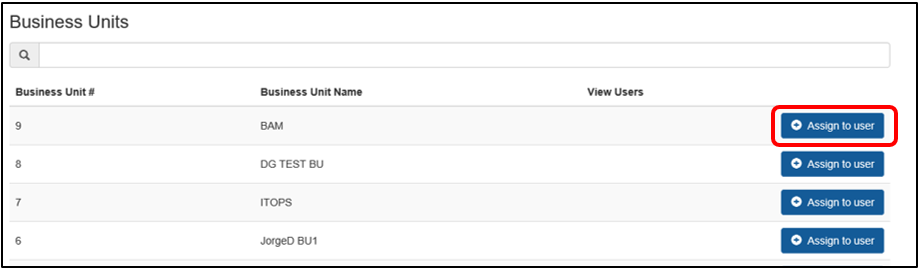 Business Units
Business Unit # Business Unit Name View Users
9 BAM Assign to user
8 DG TEST BU Assign to user
7 ITOPS Assign to user
6 JorgeD BU1 Assign to user